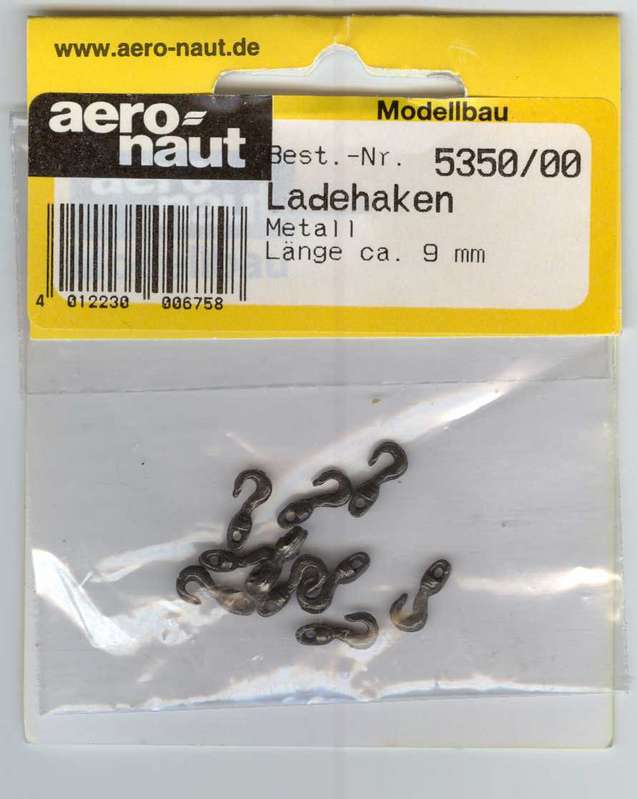 www.aero-naut.de
aero-
naut
Modellbau
Best.-Nr. 5350/00
Ladehaken
Metall
Länge ca. 9 mm
4 012230 006758